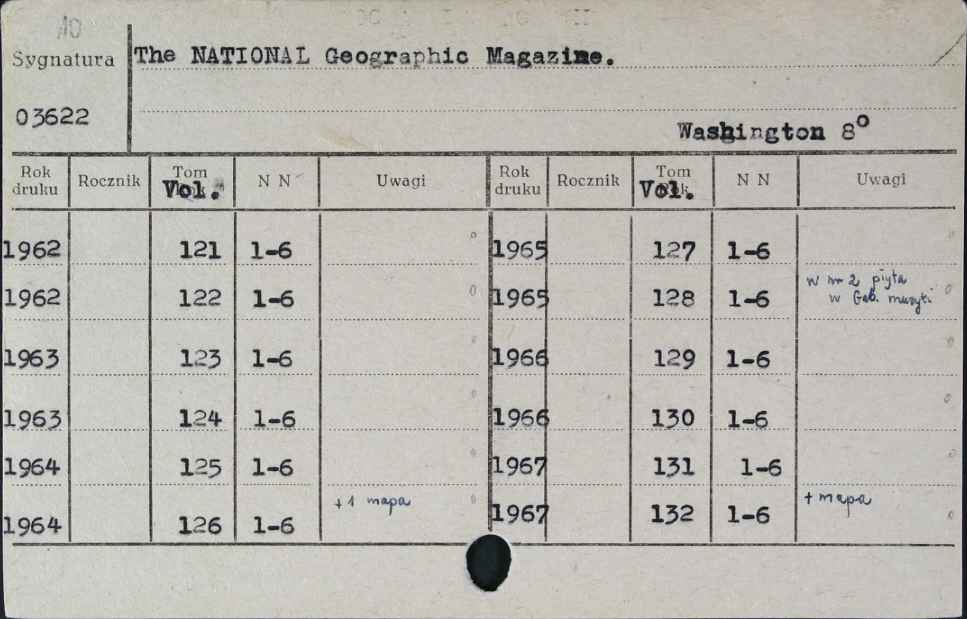 10
Sygnatura
The NATIONAL Geographic Magazine.
03622
Washington 8º
Rok druku Rocznik Tom Vol. N N Uwagi Rok druku Rocznik Tom Vol. N N Uwagi
1962 121 1-6 1965 127 1-6
1962 122 1-6 1965 128 1-6 w nr 2 płyta
w Gab. muzyki
1963 123 1-6 1966 129 1-6
1963 124 1-6 1966 130 1-6
1964 125 1-6 1967 131 1-6
1964 126 1-6 + 1 mapa 1967 132 1-6 + mapa